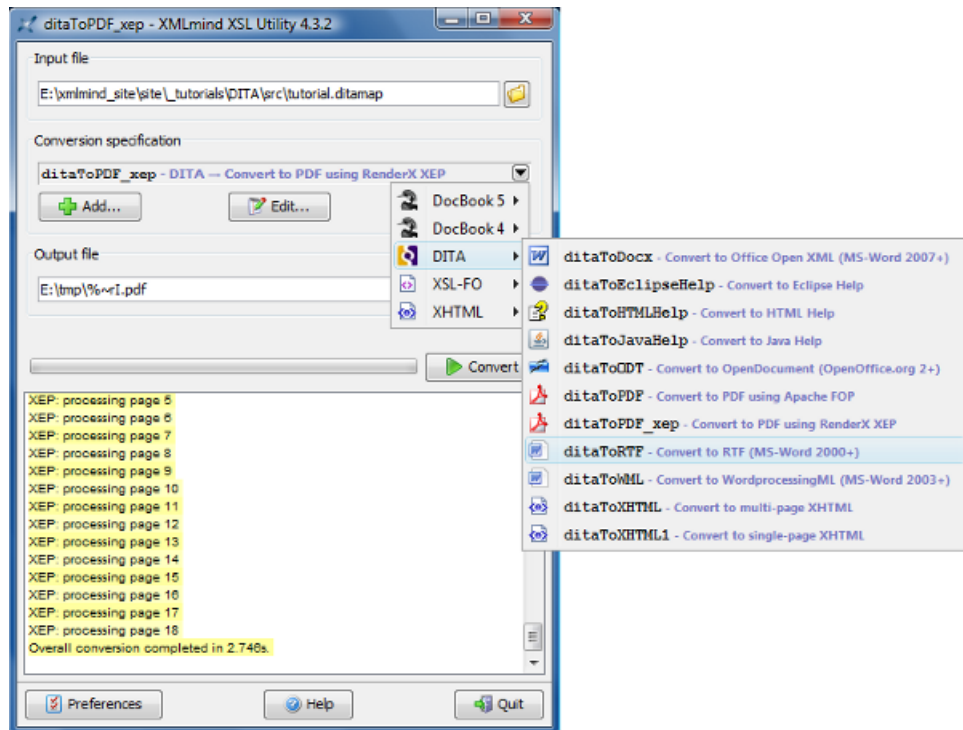 ditaToPDF_xep - XMLmind XSL Utility 4.3.2
Input file
E:\xmlmind_site\site\_tutorials\DITA\src\tutorial.ditamap
Conversion specification
ditaToPDF_xep - DITA — Convert to PDF using RenderX XEP
Add...
Edit...
DocBook 5
DocBook 4
DITA
XSL-FO
XHTML
ditaToDocx - Convert to Office Open XML (MS-Word 2007+)
ditaToEclipseHelp - Convert to Eclipse Help
ditaToHTMLHelp - Convert to HTML Help
ditaToJavaHelp - Convert to Java Help
ditaToODT - Convert to OpenDocument (OpenOffice.org 2+)
ditaToPDF - Convert to PDF using Apache FOP
ditaToPDF_xep - Convert to PDF using RenderX XEP
ditaToRTF - Convert to RTF (MS-Word 2000+)
ditaToWML - Convert to WordprocessingML (MS-Word 2003+)
ditaToXHTML - Convert to multi-page XHTML
ditaToXHTML1 - Convert to single-page XHTML
Output file
E:\tmp\%~rI.pdf
Convert
XEP: processing page 5
XEP: processing page 6
XEP: processing page 7
XEP: processing page 8
XEP: processing page 9
XEP: processing page 10
XEP: processing page 11
XEP: processing page 12
XEP: processing page 13
XEP: processing page 14
XEP: processing page 15
XEP: processing page 16
XEP: processing page 17
XEP: processing page 18
Overall conversion completed in 2.746s.
Preferences
Help
Quit